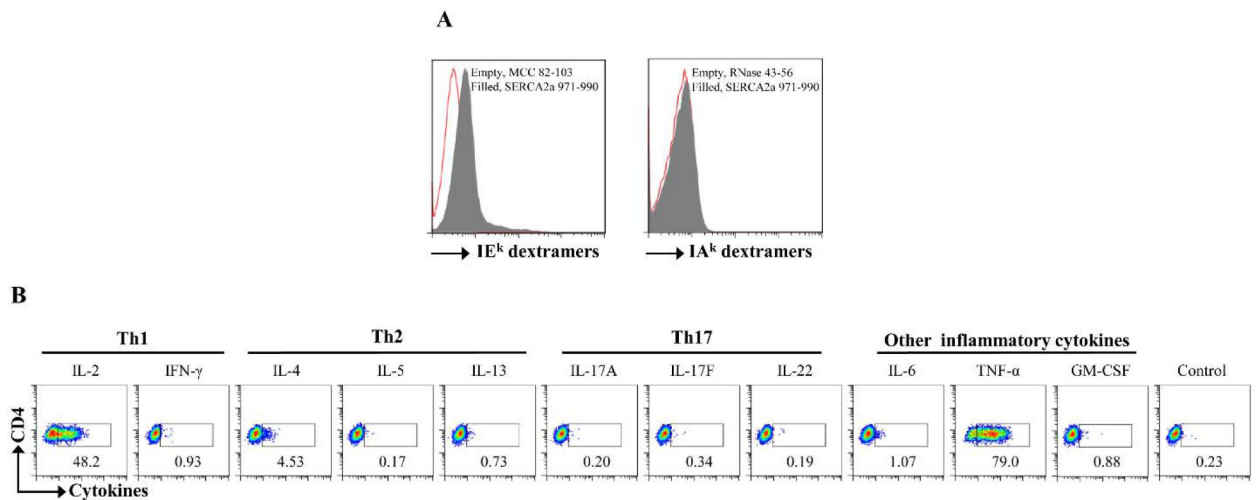 A
Empty, MCC 82-103
Filled, SERCA2a 971-990
IEᵏ dextramers
Empty, RNase 43-56
Filled, SERCA2a 971-990
IAᵏ dextramers
B
Th1 Th2 Th17 Other inflammatory cytokines
IL-2 IFN-γ IL-4 IL-5 IL-13 IL-17A IL-17F IL-22 IL-6 TNF-α GM-CSF Control
CD4
48.2 0.93 4.53 0.17 0.73 0.20 0.34 0.19 1.07 79.0 0.88 0.23
Cytokines